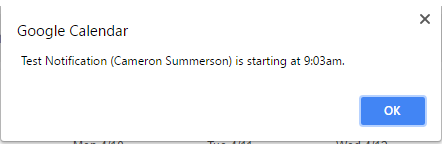 Google Calendar
Test Notification (Cameron Summerson) is starting at 9:03am.
OK